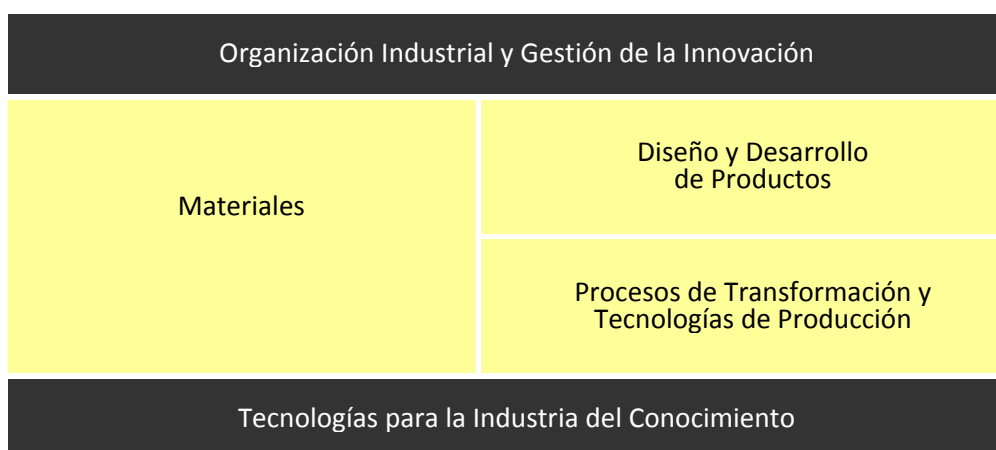 Organización Industrial y Gestión de la Innovación
Materiales
Diseño y Desarrollo
de Productos
Procesos de Transformación y
Tecnologías de Producción
Tecnologías para la Industria del Conocimiento